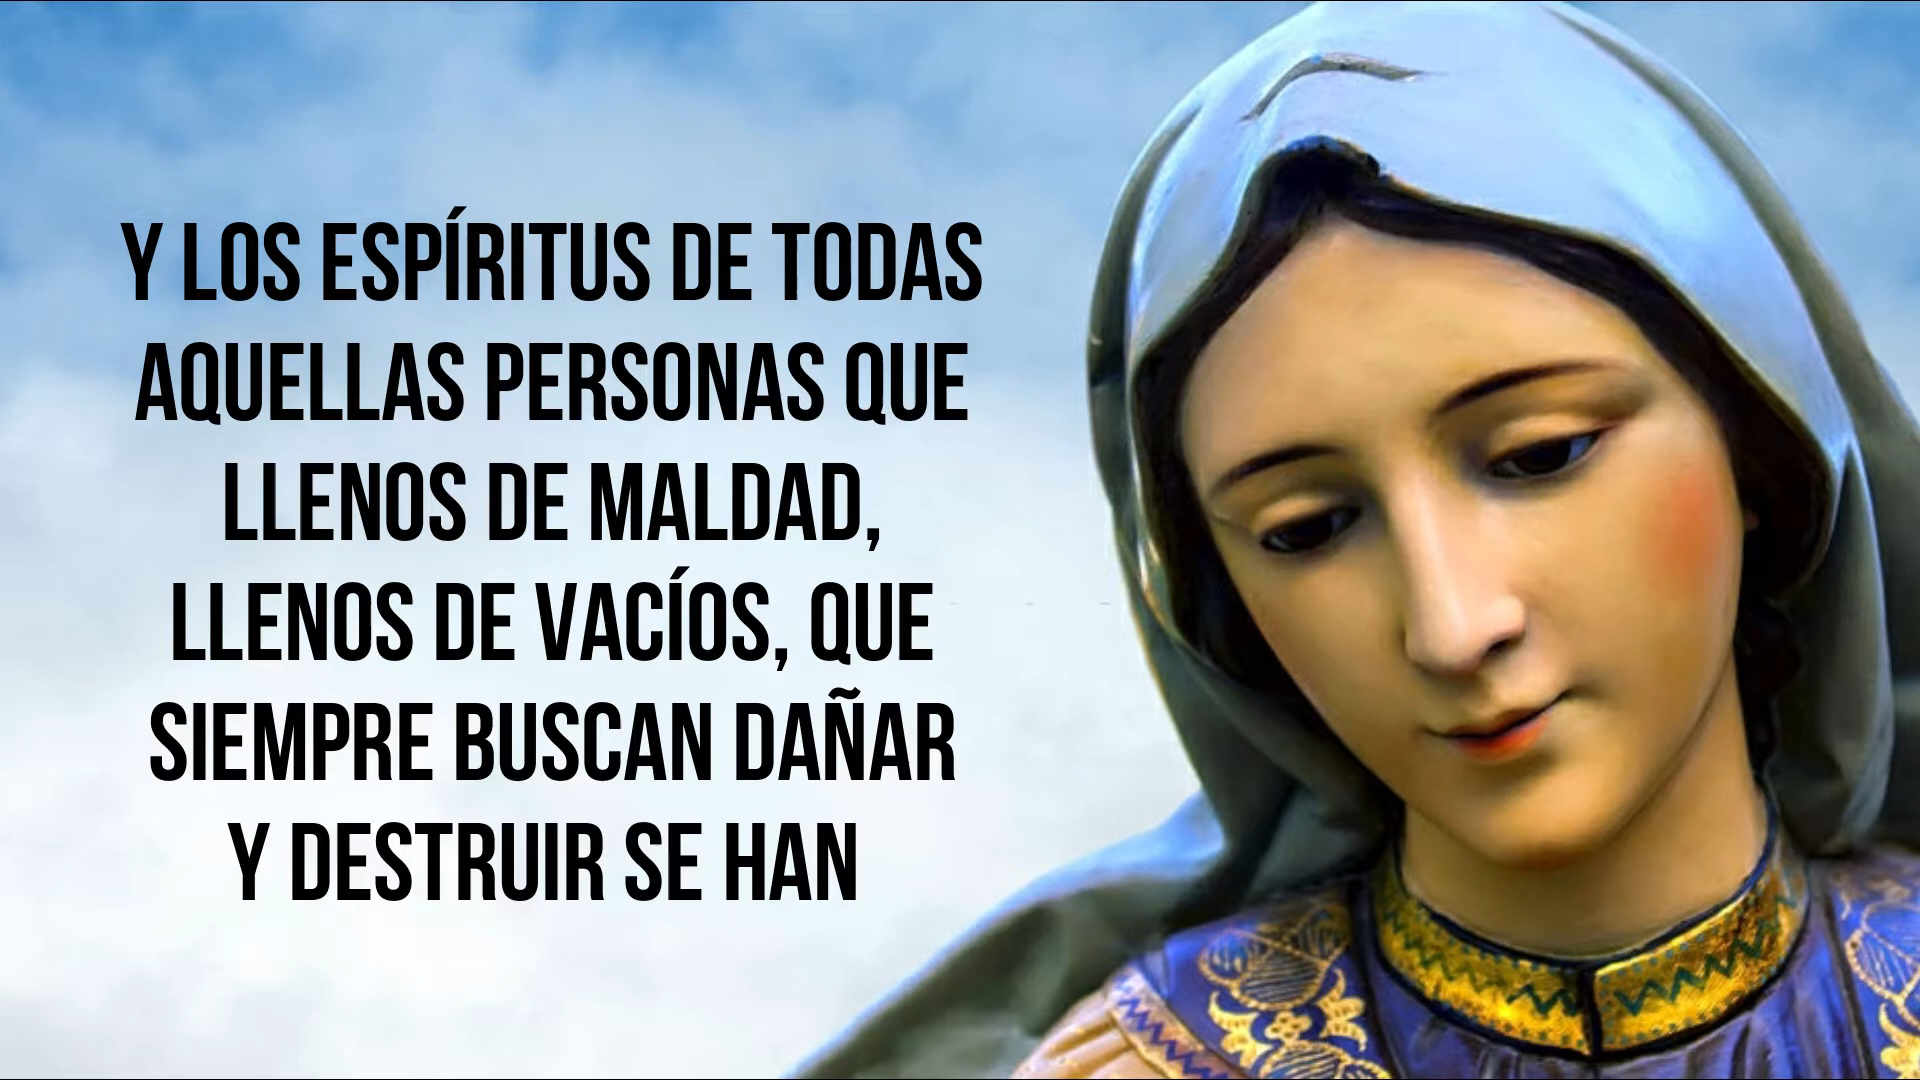 Y LOS ESPÍRITUS DE TODAS
AQUELLAS PERSONAS QUE
LLENOS DE MALDAD,
LLENOS DE VACÍOS, QUE
SIEMPRE BUSCAN DAÑAR
Y DESTRUIR SE HAN